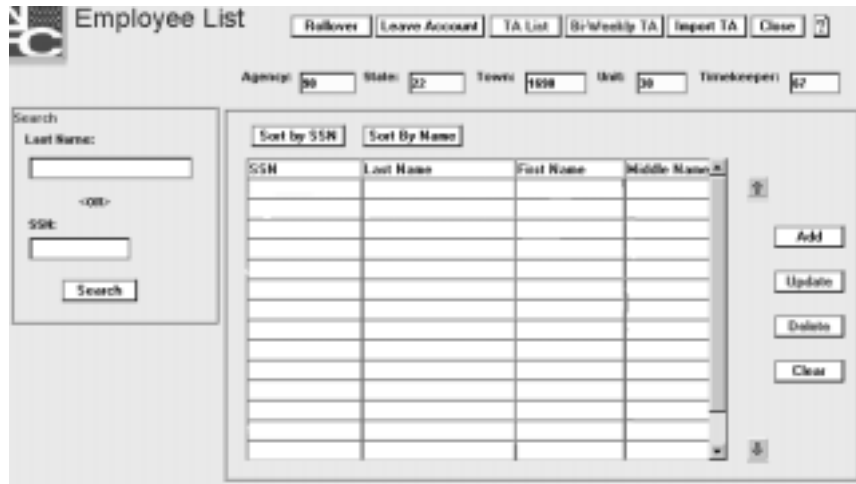 NFC
Employee List
Rollover Leave Account TA List Bi-Weekly TA Import TA Close ?
Agency: 90 State: 22 Town: 1690 Unit: 30 Timekeeper: 67
Search
Last Name:
<OR>
SSN:
Search
Sort by SSN Sort By Name
SSN Last Name First Name Middle Name
Add
Update
Delete
Clear